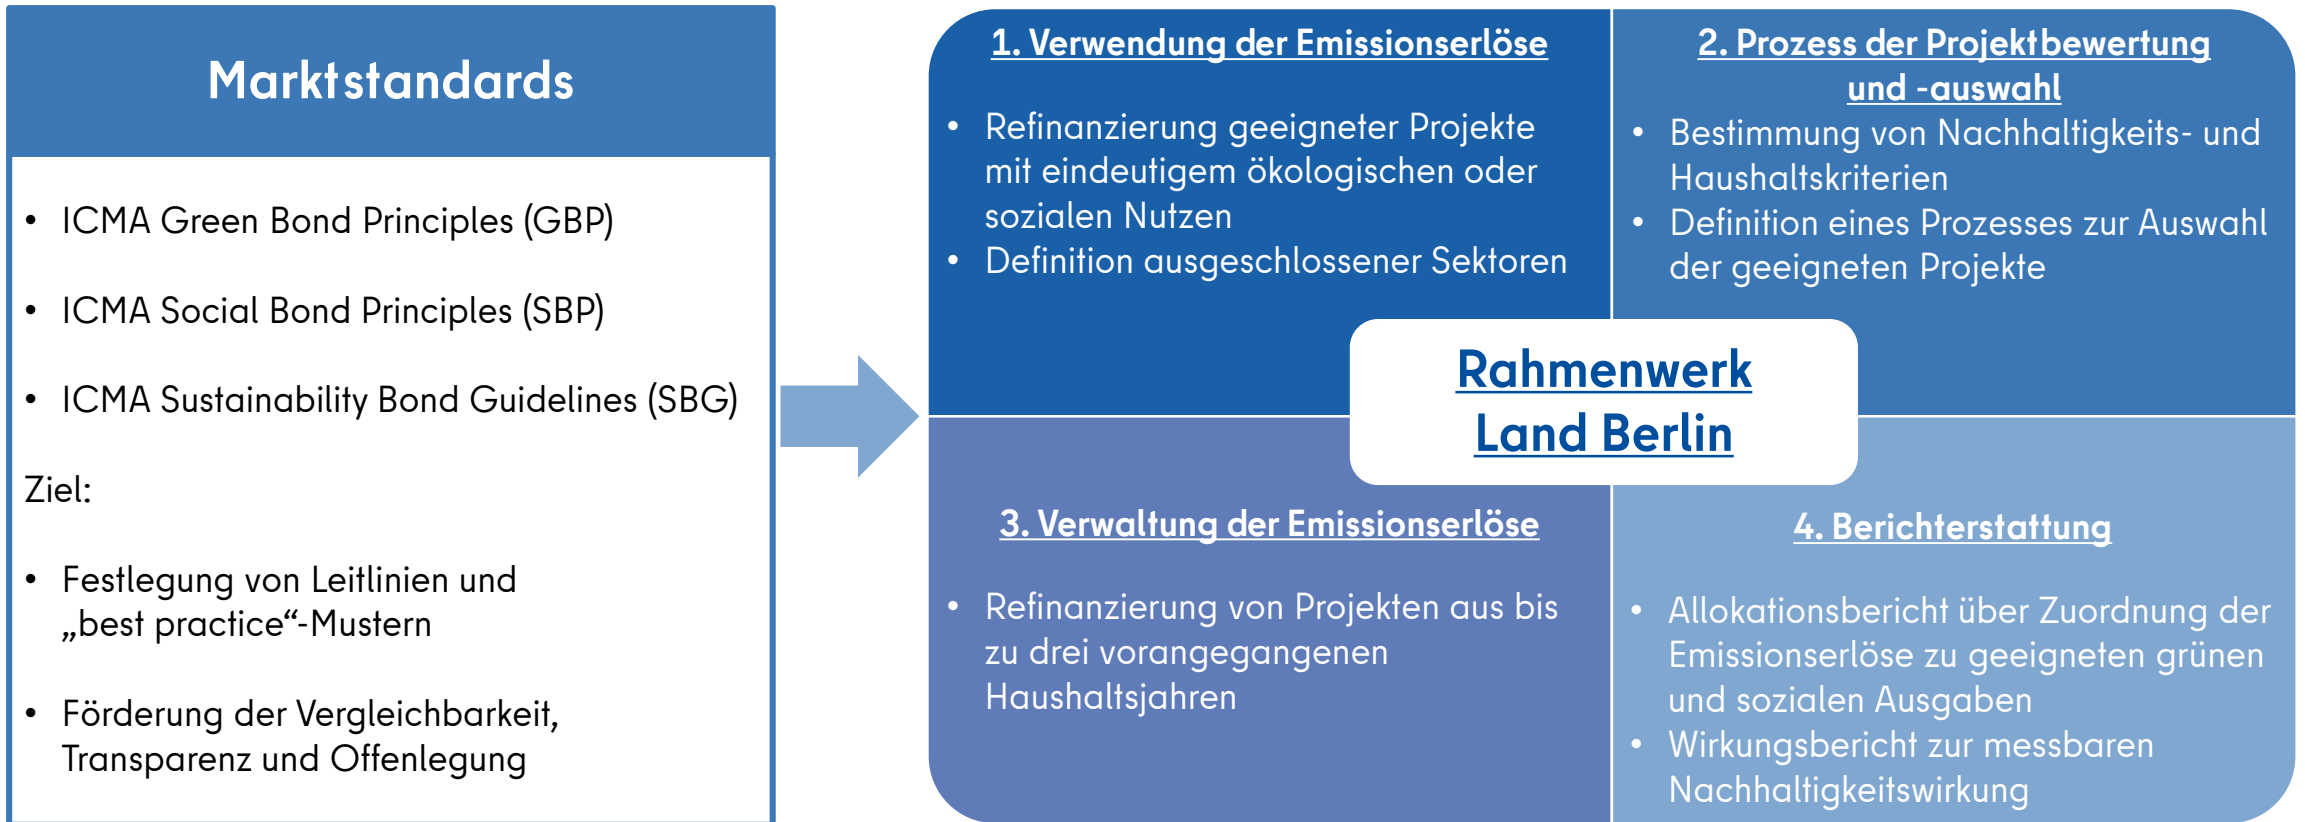 Marktstandards
• ICMA Green Bond Principles (GBP)
• ICMA Social Bond Principles (SBP)
• ICMA Sustainability Bond Guidelines (SBG)
Ziel:
• Festlegung von Leitlinien und
„best practice“-Mustern
• Förderung der Vergleichbarkeit,
Transparenz und Offenlegung
1. Verwendung der Emissionserlöse
• Refinanzierung geeigneter Projekte
mit eindeutigem ökologischen oder
sozialen Nutzen
• Definition ausgeschlossener Sektoren
2. Prozess der Projektbewertung
und -auswahl
• Bestimmung von Nachhaltigkeits- und
Haushaltskriterien
• Definition eines Prozesses zur Auswahl
der geeigneten Projekte
Rahmenwerk
Land Berlin
3. Verwaltung der Emissionserlöse
• Refinanzierung von Projekten aus bis
zu drei vorangegangenen
Haushaltsjahren
4. Berichterstattung
• Allokationsbericht über Zuordnung der
Emissionserlöse zu geeigneten grünen
und sozialen Ausgaben
• Wirkungsbericht zur messbaren
Nachhaltigkeitswirkung